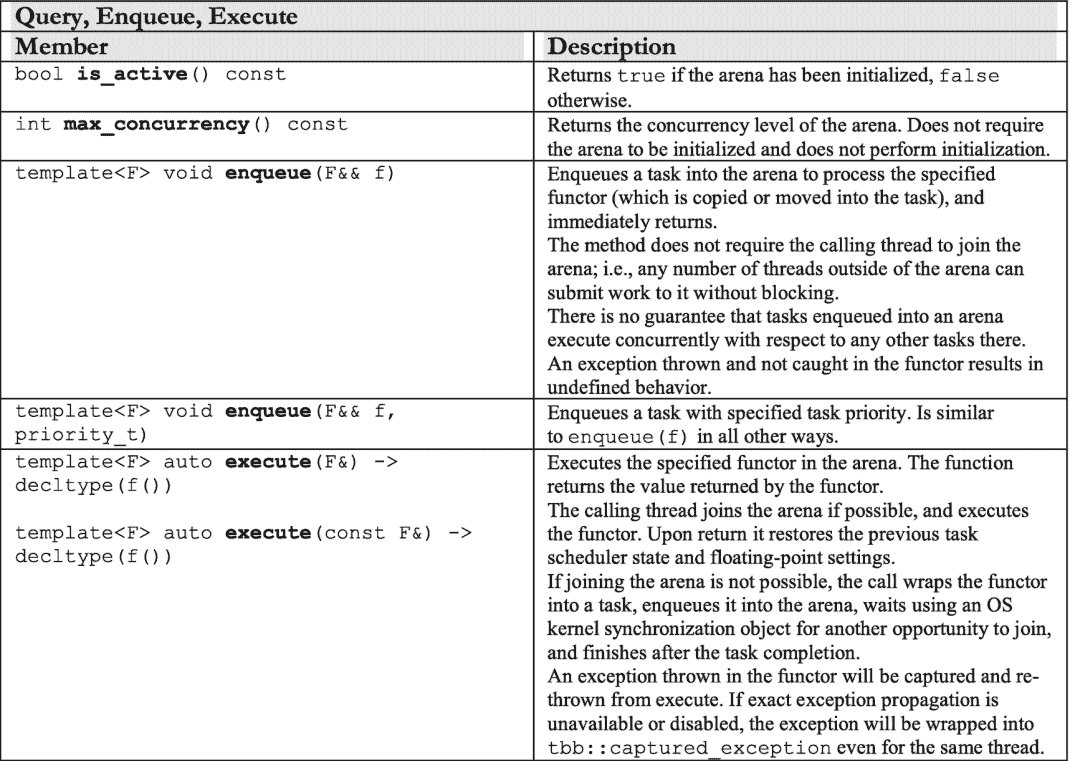 Query, Enqueue, Execute
Member
Description
bool is_active() const
Returns true if the arena has been initialized, false
otherwise.
int max_concurrency() const
Returns the concurrency level of the arena. Does not require
the arena to be initialized and does not perform initialization.
template<F> void enqueue(F&& f)
Enqueues a task into the arena to process the specified
functor (which is copied or moved into the task), and
immediately returns.
The method does not require the calling thread to join the
arena; i.e., any number of threads outside of the arena can
submit work to it without blocking.
There is no guarantee that tasks enqueued into an arena
execute concurrently with respect to any other tasks there.
An exception thrown and not caught in the functor results in
undefined behavior.
template<F> void enqueue(F&& f,
priority_t)
Enqueues a task with specified task priority. Is similar
to enqueue(f) in all other ways.
template<F> auto execute(F&) ->
decltype(f())
template<F> auto execute(const F&) ->
decltype(f())
Executes the specified functor in the arena. The function
returns the value returned by the functor.
The calling thread joins the arena if possible, and executes
the functor. Upon return it restores the previous task
scheduler state and floating-point settings.
If joining the arena is not possible, the call wraps the functor
into a task, enqueues it into the arena, waits using an OS
kernel synchronization object for another opportunity to join,
and finishes after the task completion.
An exception thrown in the functor will be captured and re-
thrown from execute. If exact exception propagation is
unavailable or disabled, the exception will be wrapped into
tbb::captured_exception even for the same thread.